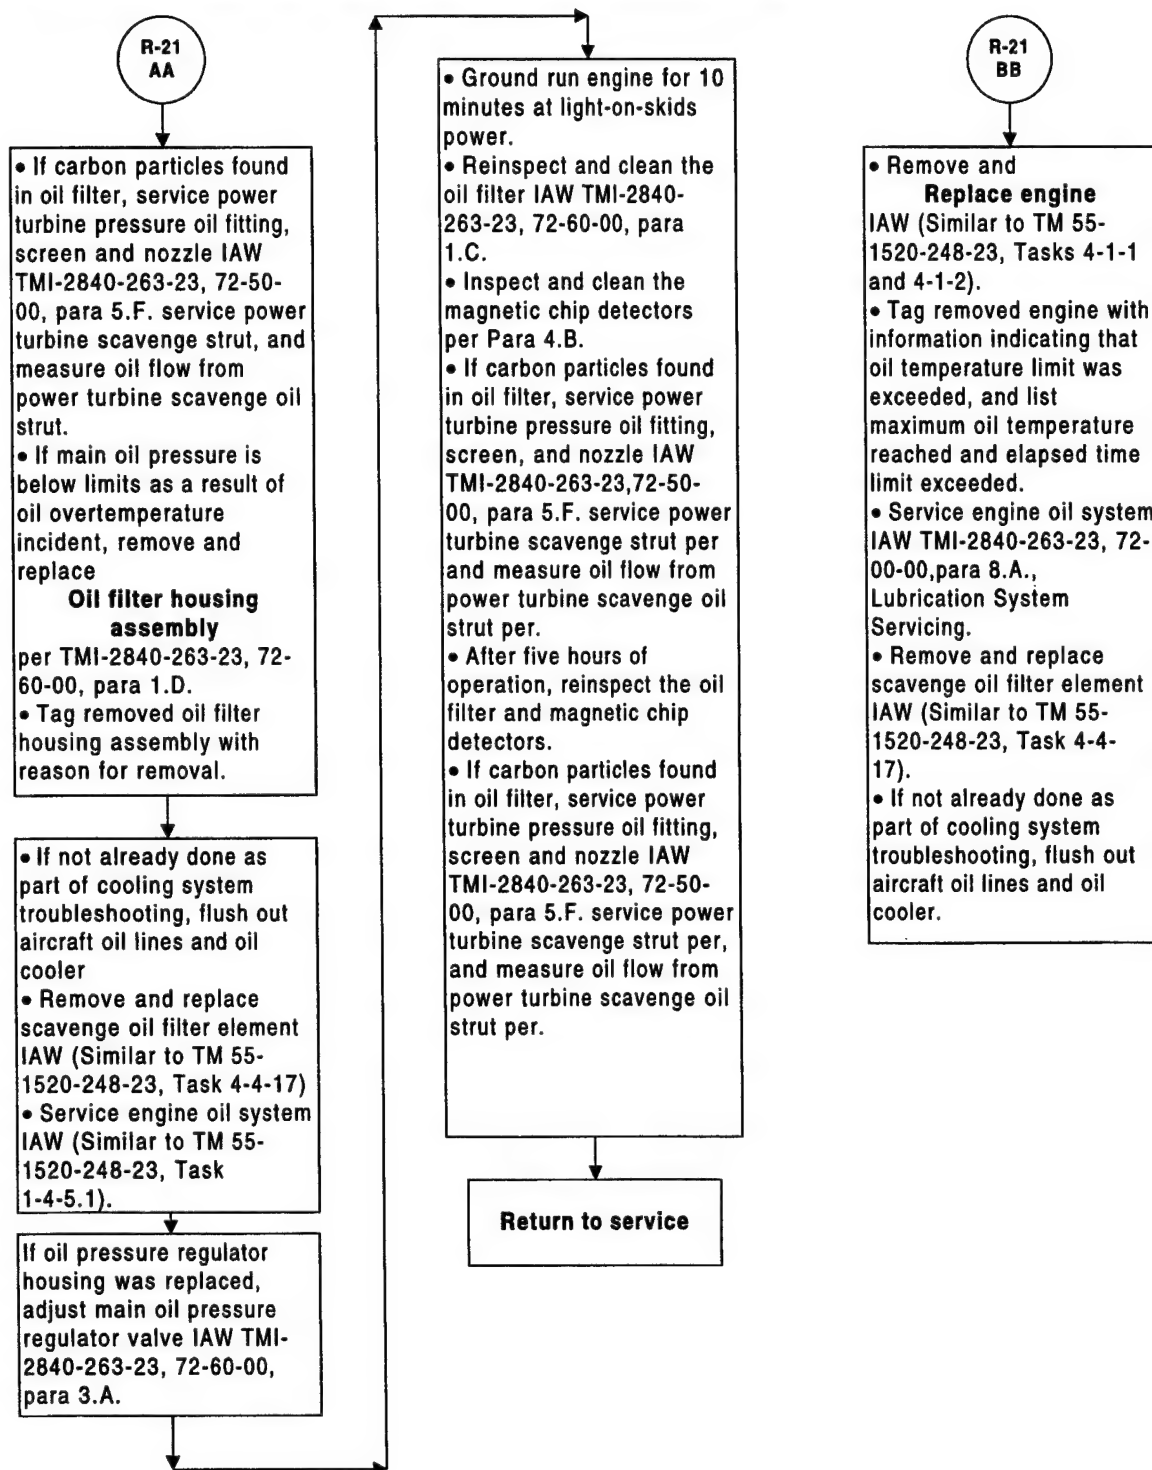 R-21
AA
• If carbon particles found
in oil filter, service power
turbine pressure oil fitting,
screen and nozzle IAW
TMI-2840-263-23, 72-50-
00, para 5.F. service power
turbine scavenge strut, and
measure oil flow from
power turbine scavenge oil
strut.
• If main oil pressure is
below limits as a result of
oil overtemperature
incident, remove and
replace
Oil filter housing
assembly
per TMI-2840-263-23, 72-
60-00, para 1.D.
• Tag removed oil filter
housing assembly with
reason for removal.
• If not already done as
part of cooling system
troubleshooting, flush out
aircraft oil lines and oil
cooler
• Remove and replace
scavenge oil filter element
IAW (Similar to TM 55-
1520-248-23, Task 4-4-17)
• Service engine oil system
IAW (Similar to TM 55-
1520-248-23, Task
1-4-5.1).
If oil pressure regulator
housing was replaced,
adjust main oil pressure
regulator valve IAW TMI-
2840-263-23, 72-60-00,
para 3.A.
• Ground run engine for 10
minutes at light-on-skids
power.
• Reinspect and clean the
oil filter IAW TMI-2840-
263-23, 72-60-00, para
1.C.
• Inspect and clean the
magnetic chip detectors
per Para 4.B.
• If carbon particles found
in oil filter, service power
turbine pressure oil fitting,
screen, and nozzle IAW
TMI-2840-263-23,72-50-
00, para 5.F. service power
turbine scavenge strut per
and measure oil flow from
power turbine scavenge oil
strut per.
• After five hours of
operation, reinspect the oil
filter and magnetic chip
detectors.
• If carbon particles found
in oil filter, service power
turbine pressure oil fitting,
screen and nozzle IAW
TMI-2840-263-23, 72-50-
00, para 5.F. service power
turbine scavenge strut per,
and measure oil flow from
power turbine scavenge oil
strut per.
Return to service
R-21
BB
• Remove and
Replace engine
IAW (Similar to TM 55-
1520-248-23, Tasks 4-1-1
and 4-1-2).
• Tag removed engine with
information indicating that
oil temperature limit was
exceeded, and list
maximum oil temperature
reached and elapsed time
limit exceeded.
• Service engine oil system
IAW TMI-2840-263-23, 72-
00-00,para 8.A.,
Lubrication System
Servicing.
• Remove and replace
scavenge oil filter element
IAW (Similar to TM 55-
1520-248-23, Task 4-4-
17).
• If not already done as
part of cooling system
troubleshooting, flush out
aircraft oil lines and oil
cooler.